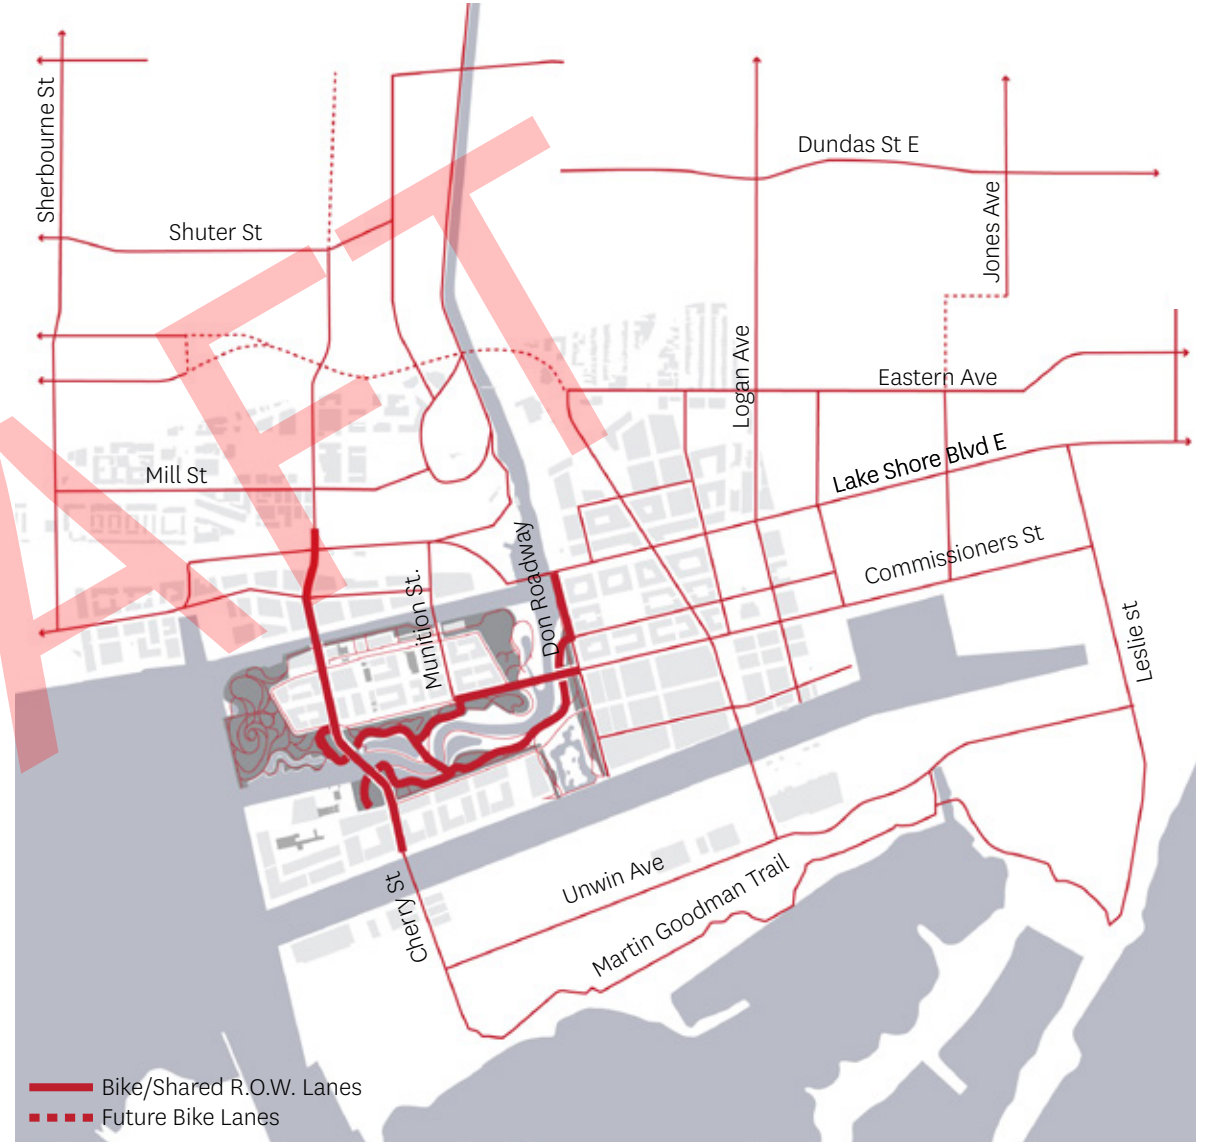 Sherbourne St
Dundas St E
Jones Ave
Shuter St
Logan Ave
Eastern Ave
Mill St
Lake Shore Blvd E
Commissioners St
Don Roadway
Munition St.
Leslie st
Unwin Ave
Martin Goodman Trail
Cherry St
AFT
Bike/Shared R.O.W. Lanes
Future Bike Lanes